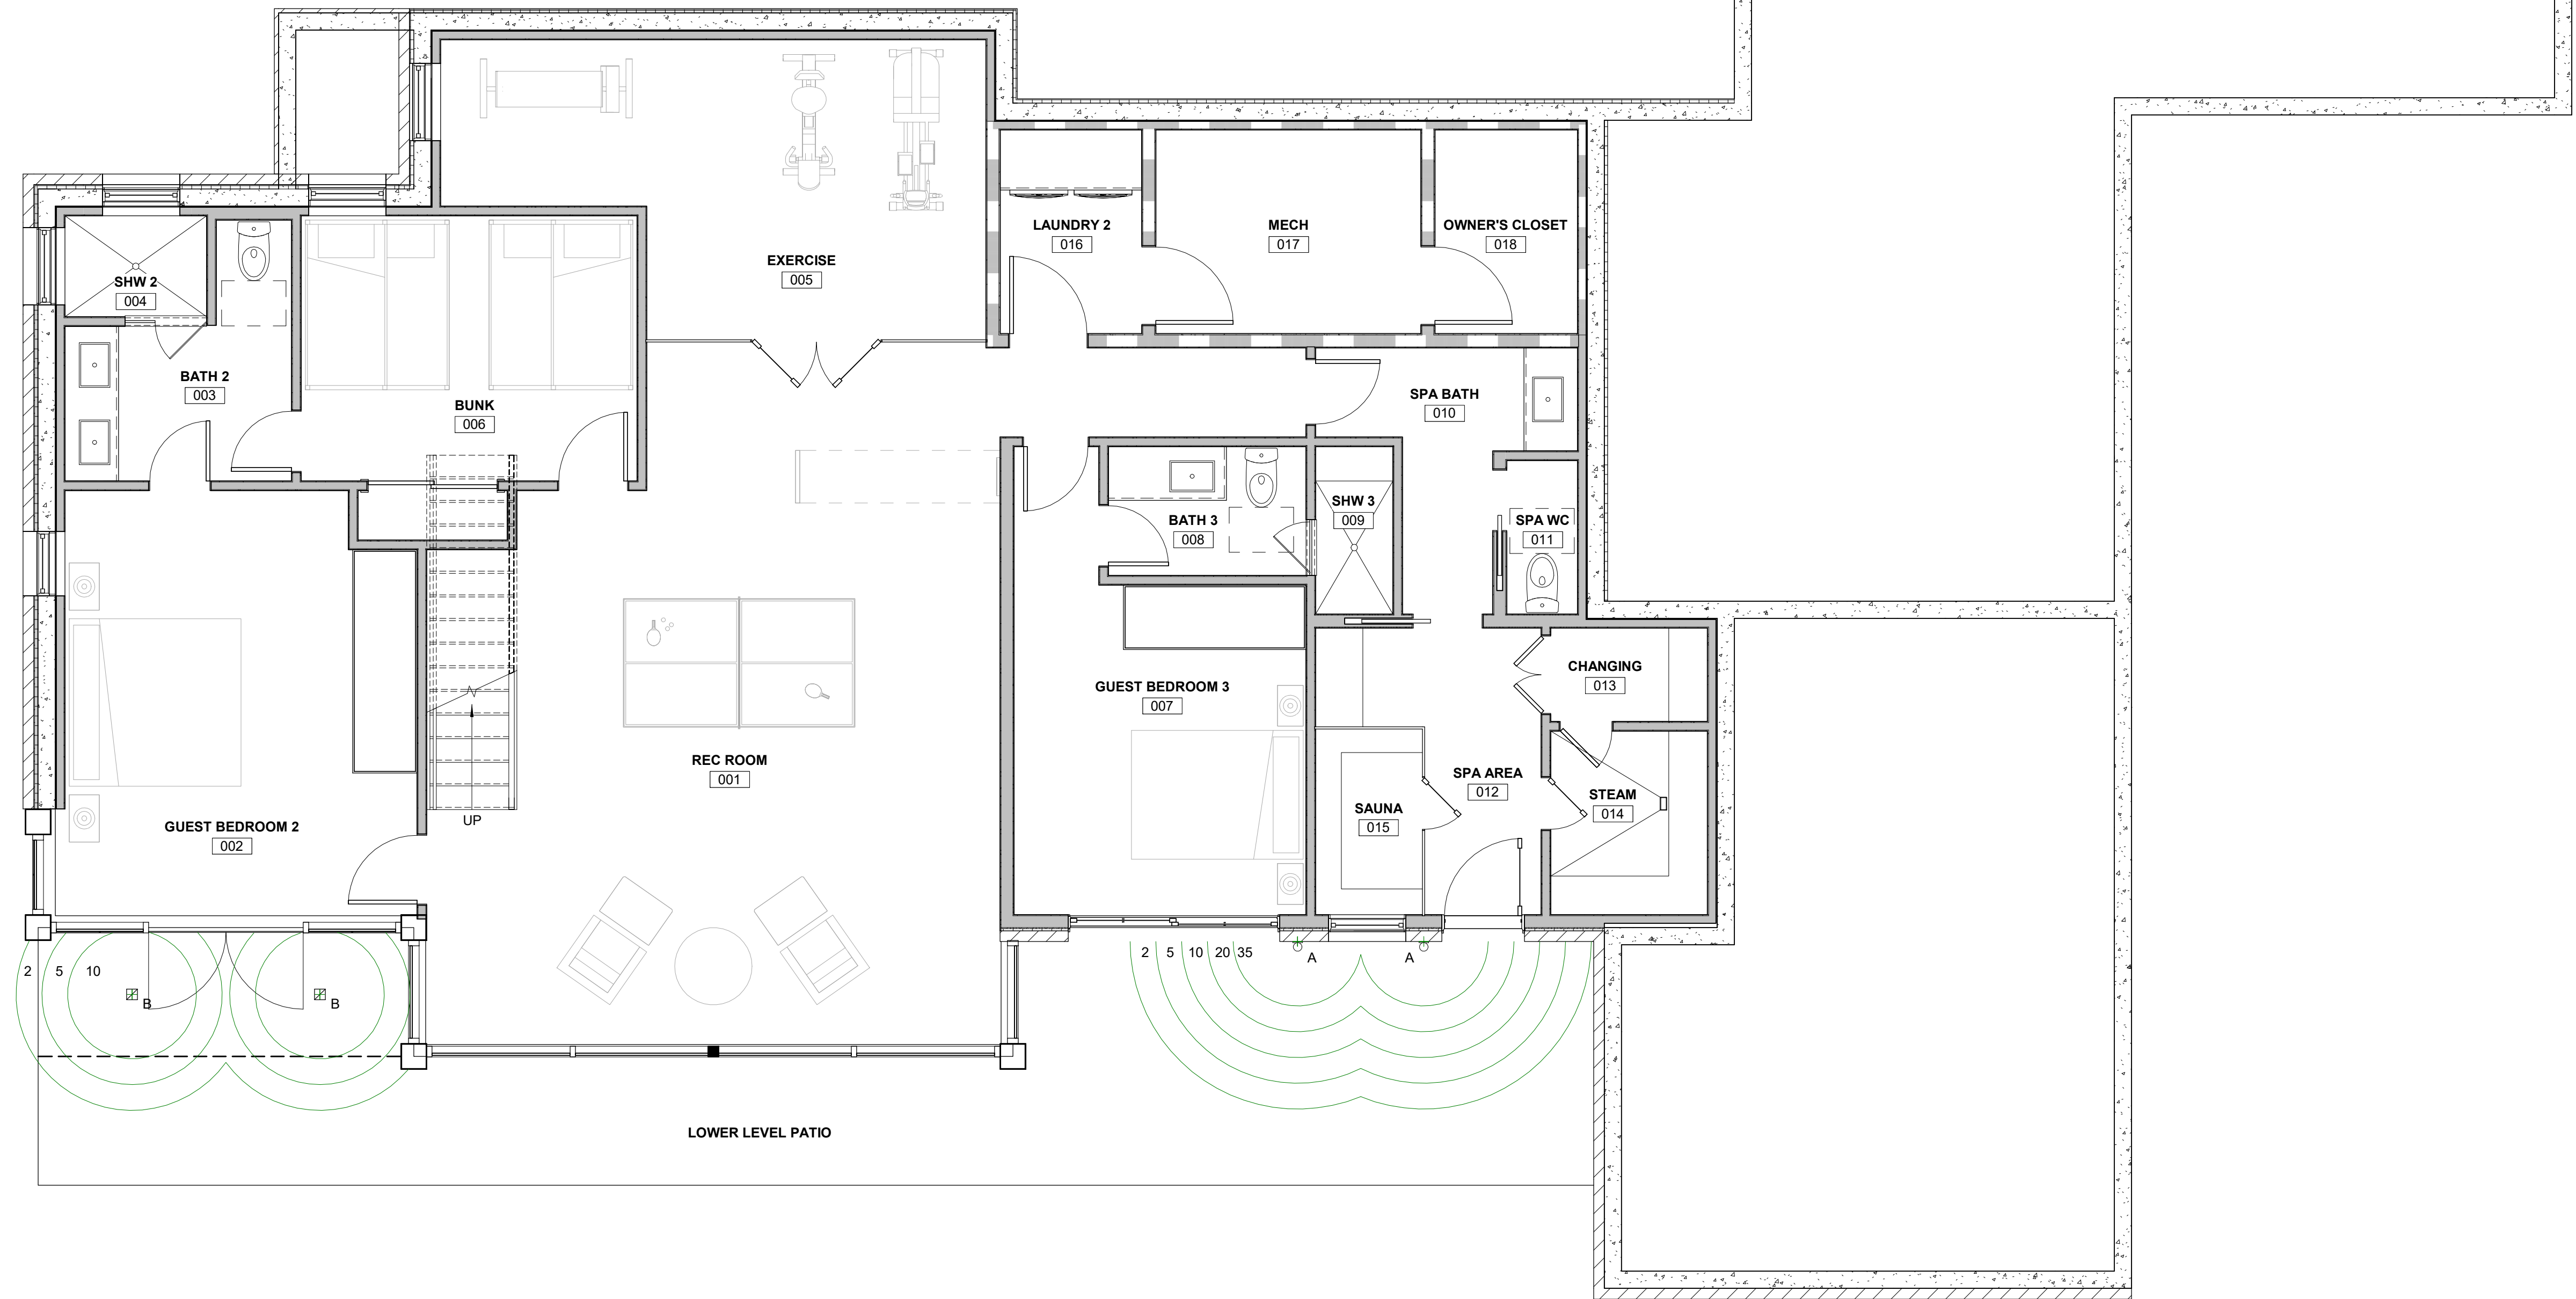 LAUNDRY 2
016
MECH
017
OWNER'S CLOSET
018
EXERCISE
005
SHW 2
004
BATH 2
003
BUNK
006
SPA BATH
010
SHW 3
009
BATH 3
008
SPA WC
011
CHANGING
013
GUEST BEDROOM 3
007
REC ROOM
001
SPA AREA
012
STEAM
014
SAUNA
015
UP
GUEST BEDROOM 2
002
2 5 10
B
B
2 5 10 20 35
A
A
LOWER LEVEL PATIO